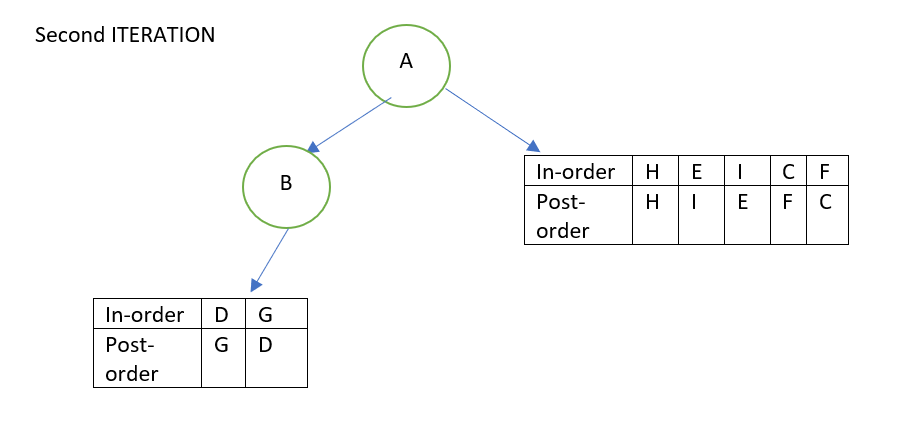 Second ITERATION
A
B
In-order H E I C F
Post-
order H I E F C
In-order D G
Post-
order G D